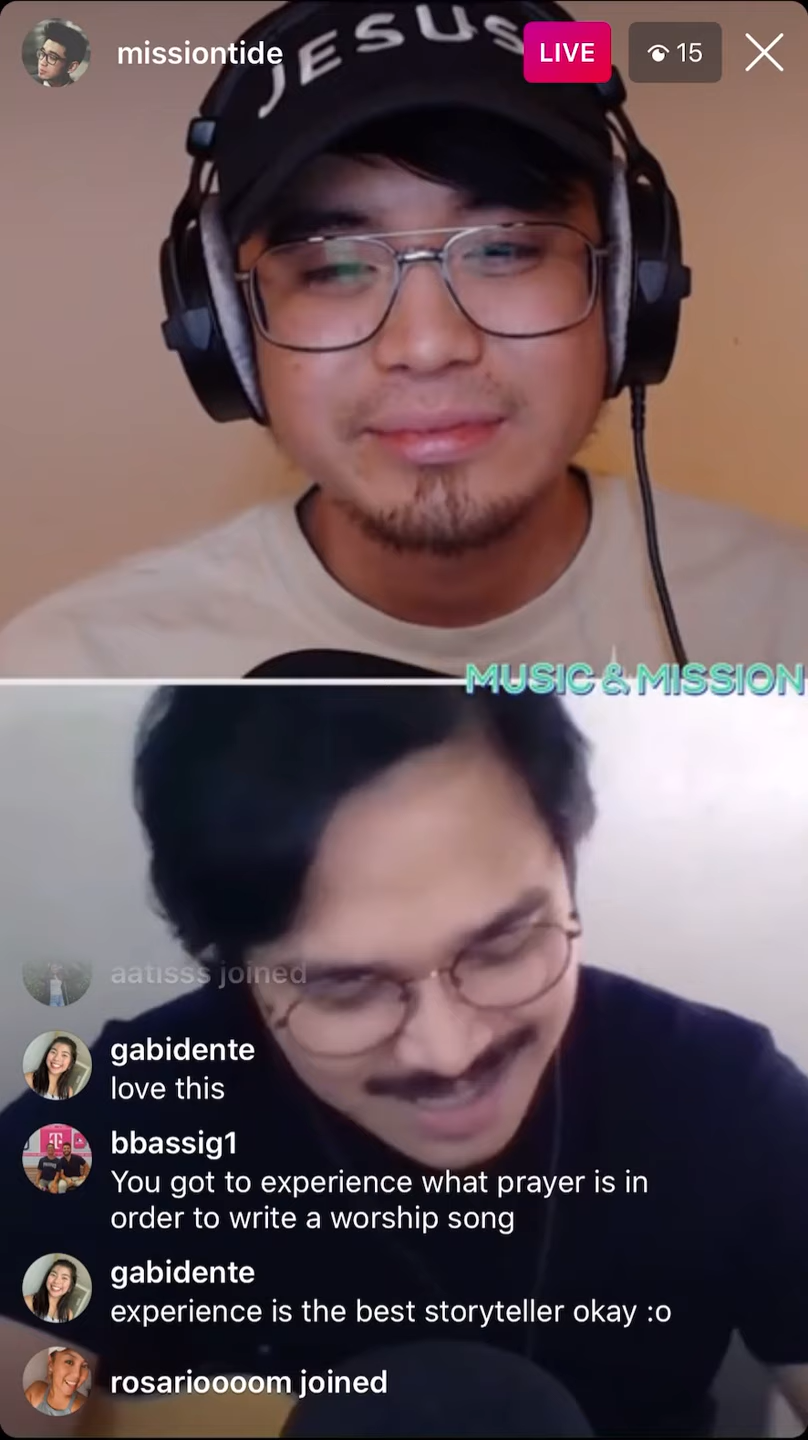 JESUS
missiontide
LIVE
15
MUSIC & MISSION
aatisss joined
gabidente
love this
bbassig1
T
You got to experience what prayer is in
order to write a worship song
gabidente
experience is the best storyteller okay :o
rosarioooom joined